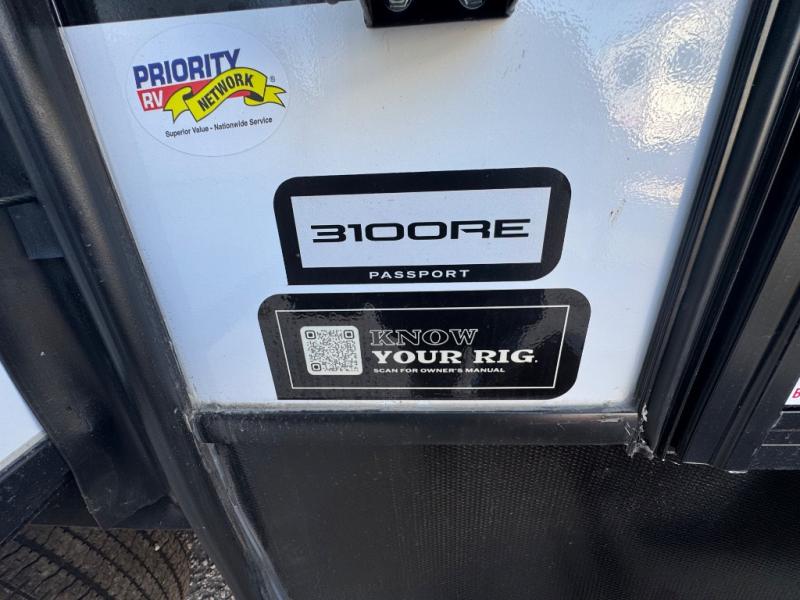 PRIORITY
RV NETWORK®
Superior Value - Nationwide Service
3100RE
PASSPORT
KNOW
YOUR RIG.
SCAN FOR OWNER'S MANUAL